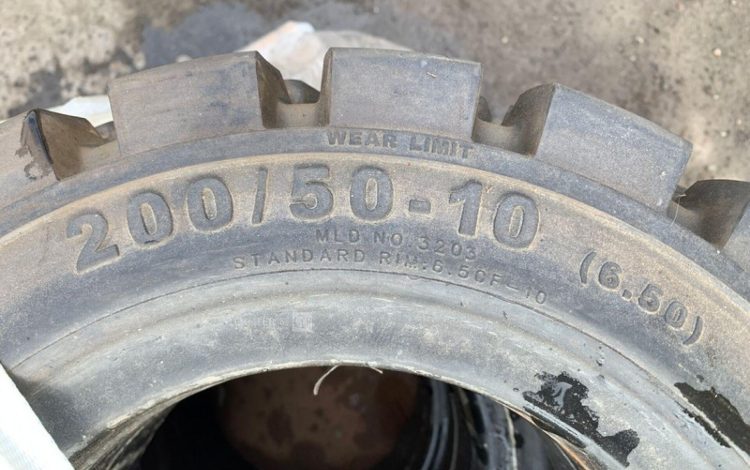 WEAR LIMIT
200/50-10
MLD.NO.3203
STANDARD RIM:6.50F-10
(6.50)